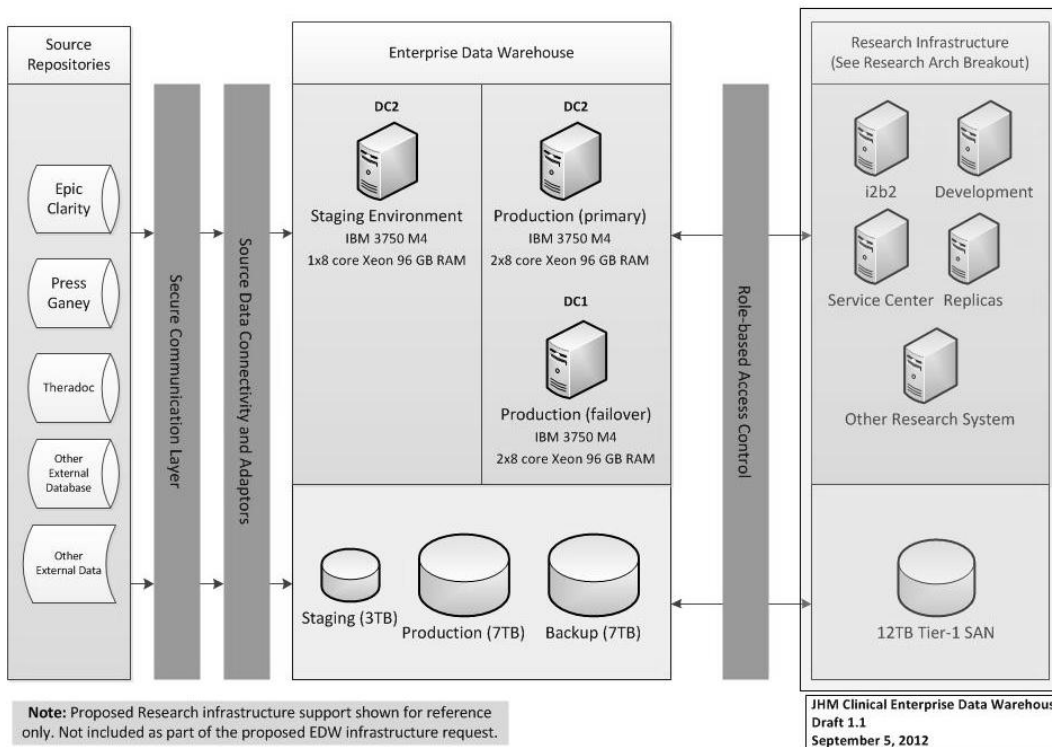 Source
Repositories
Epic
Clarity
Press
Ganey
Theradoc
Other
External
Database
Other
External Data
Secure Communication Layer
Source Data Connectivity and Adaptors
Enterprise Data Warehouse
DC2
Staging Environment
IBM 3750 M4
1x8 core Xeon 96 GB RAM
DC2
Production (primary)
IBM 3750 M4
2x8 core Xeon 96 GB RAM
DC1
Production (failover)
IBM 3750 M4
2x8 core Xeon 96 GB RAM
Staging (3TB)
Production (7TB)
Backup (7TB)
Role-based Access Control
Research Infrastructure
(See Research Arch Breakout)
i2b2
Development
Service Center
Replicas
Other Research System
12TB Tier-1 SAN
Note: Proposed Research infrastructure support shown for reference
only. Not included as part of the proposed EDW infrastructure request.
JHM Clinical Enterprise Data Warehous
Draft 1.1
September 5, 2012